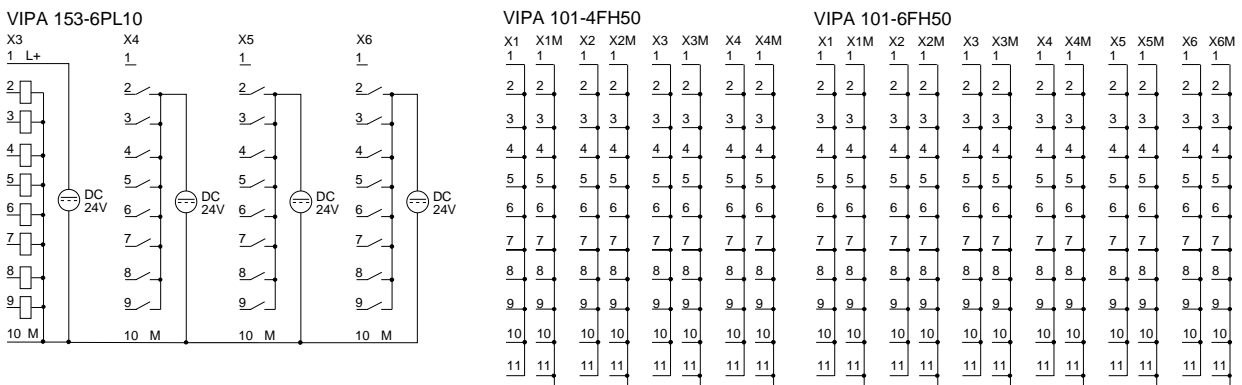 VIPA 153-6PL10
X3 X4 X5 X6
1 L+ 1 1 1
2 2 2 2
3 3 3 3
4 4 4 4
5 5 5 5
DC DC DC DC
24V 24V 24V 24V
6 6 6 6
7 7 7 7
8 8 8 8
9 9 9 9
10 M 10 M 10 M 10 M
VIPA 101-4FH50
X1 X1M X2 X2M X3 X3M X4 X4M
1 1 1 1 1 1 1 1
2 2 2 2 2 2 2 2
3 3 3 3 3 3 3 3
4 4 4 4 4 4 4 4
5 5 5 5 5 5 5 5
6 6 6 6 6 6 6 6
7 7 7 7 7 7 7 7
8 8 8 8 8 8 8 8
9 9 9 9 9 9 9 9
10 10 10 10 10 10 10 10
11 11 11 11 11 11 11 11
VIPA 101-6FH50
X1 X1M X2 X2M X3 X3M X4 X4M X5 X5M X6 X6M
1 1 1 1 1 1 1 1 1 1 1 1
2 2 2 2 2 2 2 2 2 2 2 2
3 3 3 3 3 3 3 3 3 3 3 3
4 4 4 4 4 4 4 4 4 4 4 4
5 5 5 5 5 5 5 5 5 5 5 5
6 6 6 6 6 6 6 6 6 6 6 6
7 7 7 7 7 7 7 7 7 7 7 7
8 8 8 8 8 8 8 8 8 8 8 8
9 9 9 9 9 9 9 9 9 9 9 9
10 10 10 10 10 10 10 10 10 10 10 10
11 11 11 11 11 11 11 11 11 11 11 11